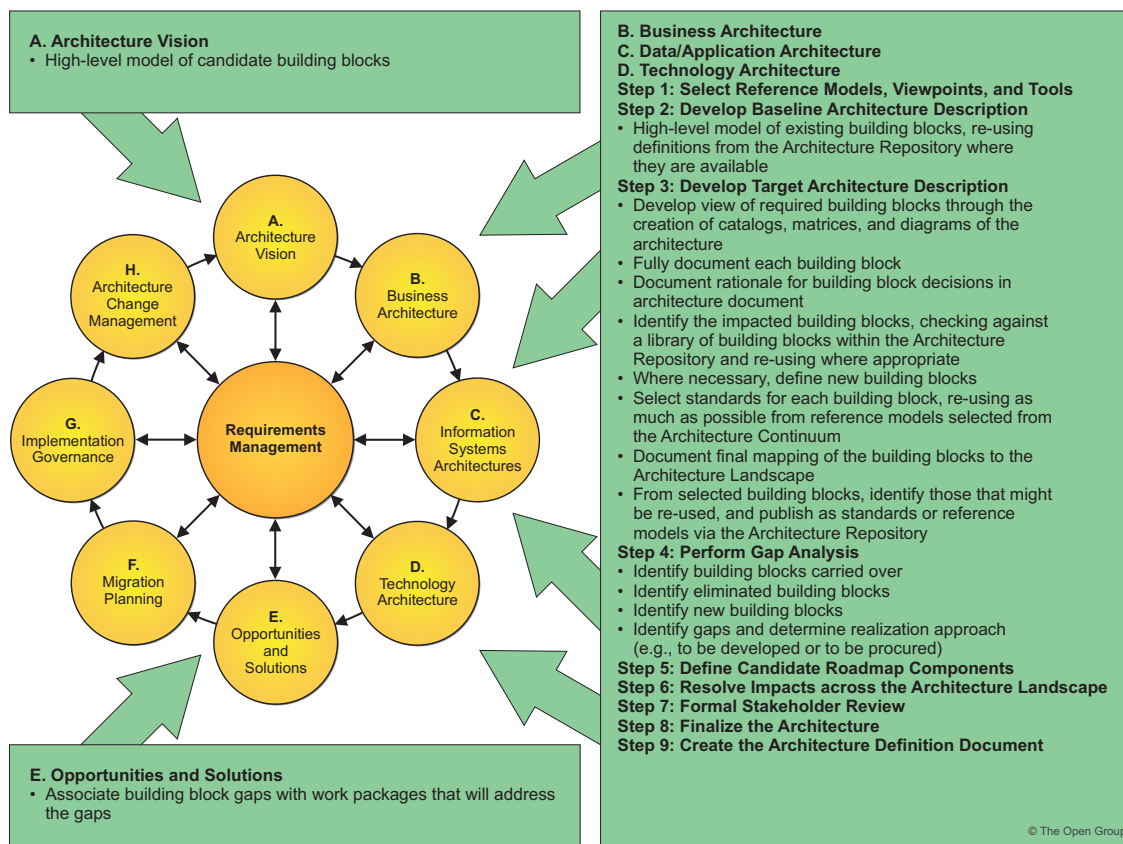 A. Architecture Vision
• High-level model of candidate building blocks
B. Business Architecture
C. Data/Application Architecture
D. Technology Architecture
Step 1: Select Reference Models, Viewpoints, and Tools
Step 2: Develop Baseline Architecture Description
• High-level model of existing building blocks, re-using
definitions from the Architecture Repository where
they are available
Step 3: Develop Target Architecture Description
• Develop view of required building blocks through the
creation of catalogs, matrices, and diagrams of the
architecture
• Fully document each building block
• Document rationale for building block decisions in
architecture document
• Identify the impacted building blocks, checking against
a library of building blocks within the Architecture
Repository and re-using where appropriate
• Where necessary, define new building blocks
• Select standards for each building block, re-using as
much as possible from reference models selected from
the Architecture Continuum
• Document final mapping of the building blocks to the
Architecture Landscape
• From selected building blocks, identify those that might
be re-used, and publish as standards or reference
models via the Architecture Repository
Step 4: Perform Gap Analysis
• Identify building blocks carried over
• Identify eliminated building blocks
• Identify new building blocks
• Identify gaps and determine realization approach
(e.g., to be developed or to be procured)
Step 5: Define Candidate Roadmap Components
Step 6: Resolve Impacts across the Architecture Landscape
Step 7: Formal Stakeholder Review
Step 8: Finalize the Architecture
Step 9: Create the Architecture Definition Document
© The Open Group
A.
Architecture
Vision
B.
Business
Architecture
C.
Information
Systems
Architectures
D.
Technology
Architecture
E.
Opportunities
and
Solutions
F.
Migration
Planning
G.
Implementation
Governance
H.
Architecture
Change
Management
Requirements
Management
E. Opportunities and Solutions
• Associate building block gaps with work packages that will address
the gaps